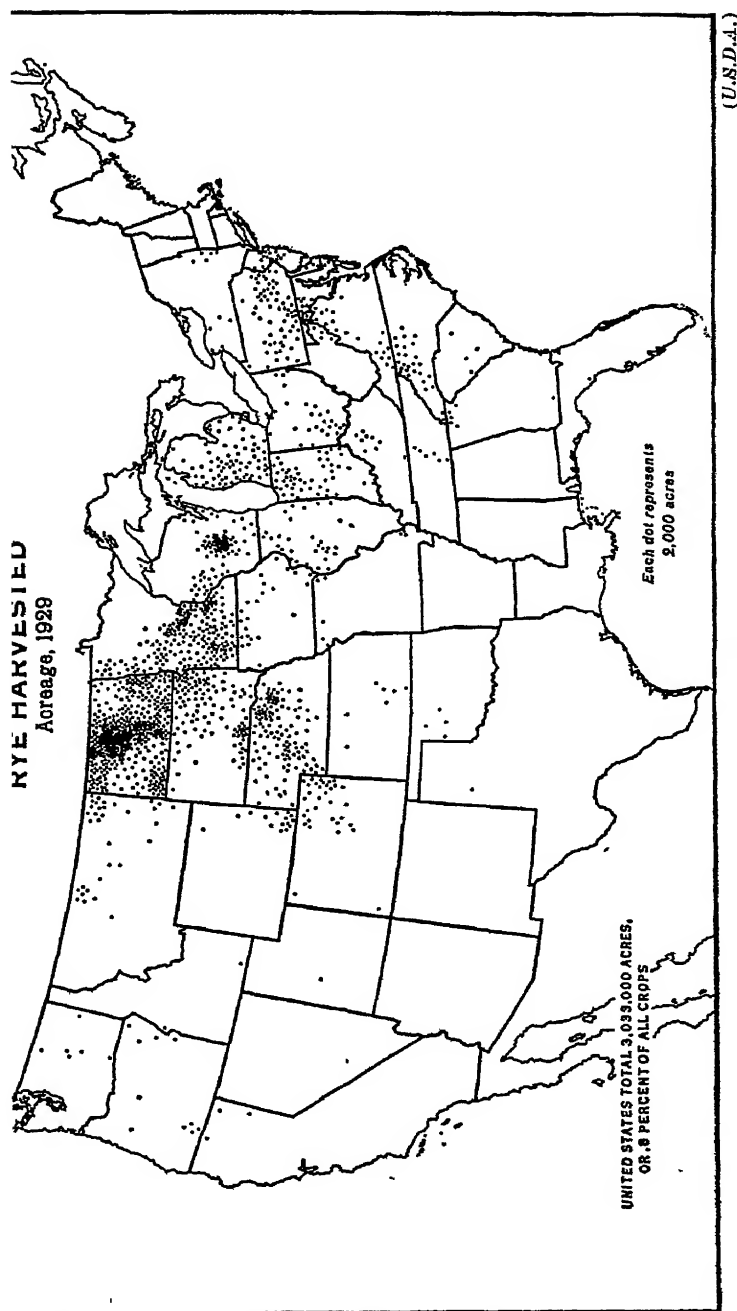 RYE HARVESTED
Acreage, 1929
Each dot represents
2,000 acres
UNITED STATES TOTAL 3,033,000 ACRES,
OR .8 PERCENT OF ALL CROPS
(U.S.D.A.)